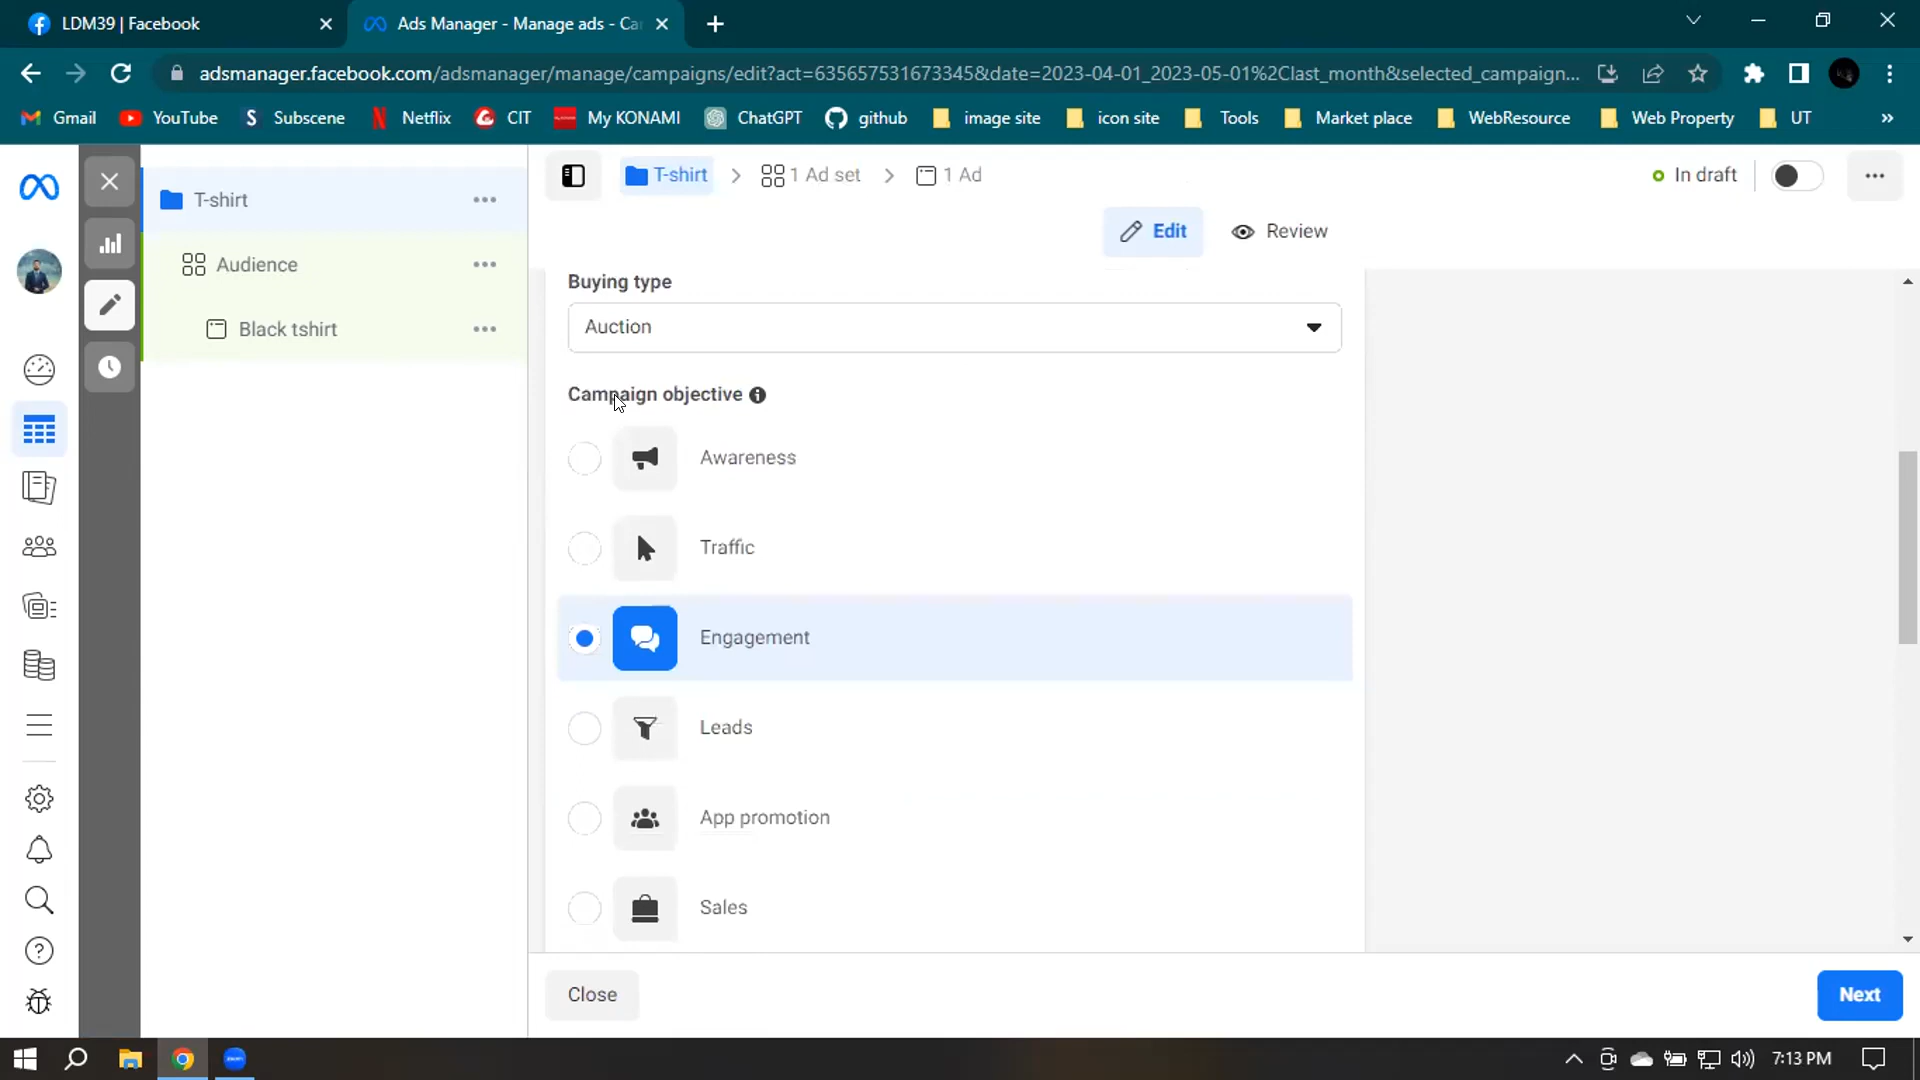 LDM39 | Facebook
Ads Manager - Manage ads - Ca
adsmanager.facebook.com/adsmanager/manage/campaigns/edit?act=635657531673345&date=2023-04-01_2023-05-01%2Clast_month&selected_campaign...
Gmail YouTube Subscene Netflix CIT My KONAMI ChatGPT github image site icon site Tools Market place WebResource Web Property UT »
T-shirt
Audience
Black tshirt
T-shirt 1 Ad set 1 Ad
In draft
Edit Review
Buying type
Auction
Campaign objective
Awareness
Traffic
Engagement
Leads
App promotion
Sales
Close
Next
7:13 PM